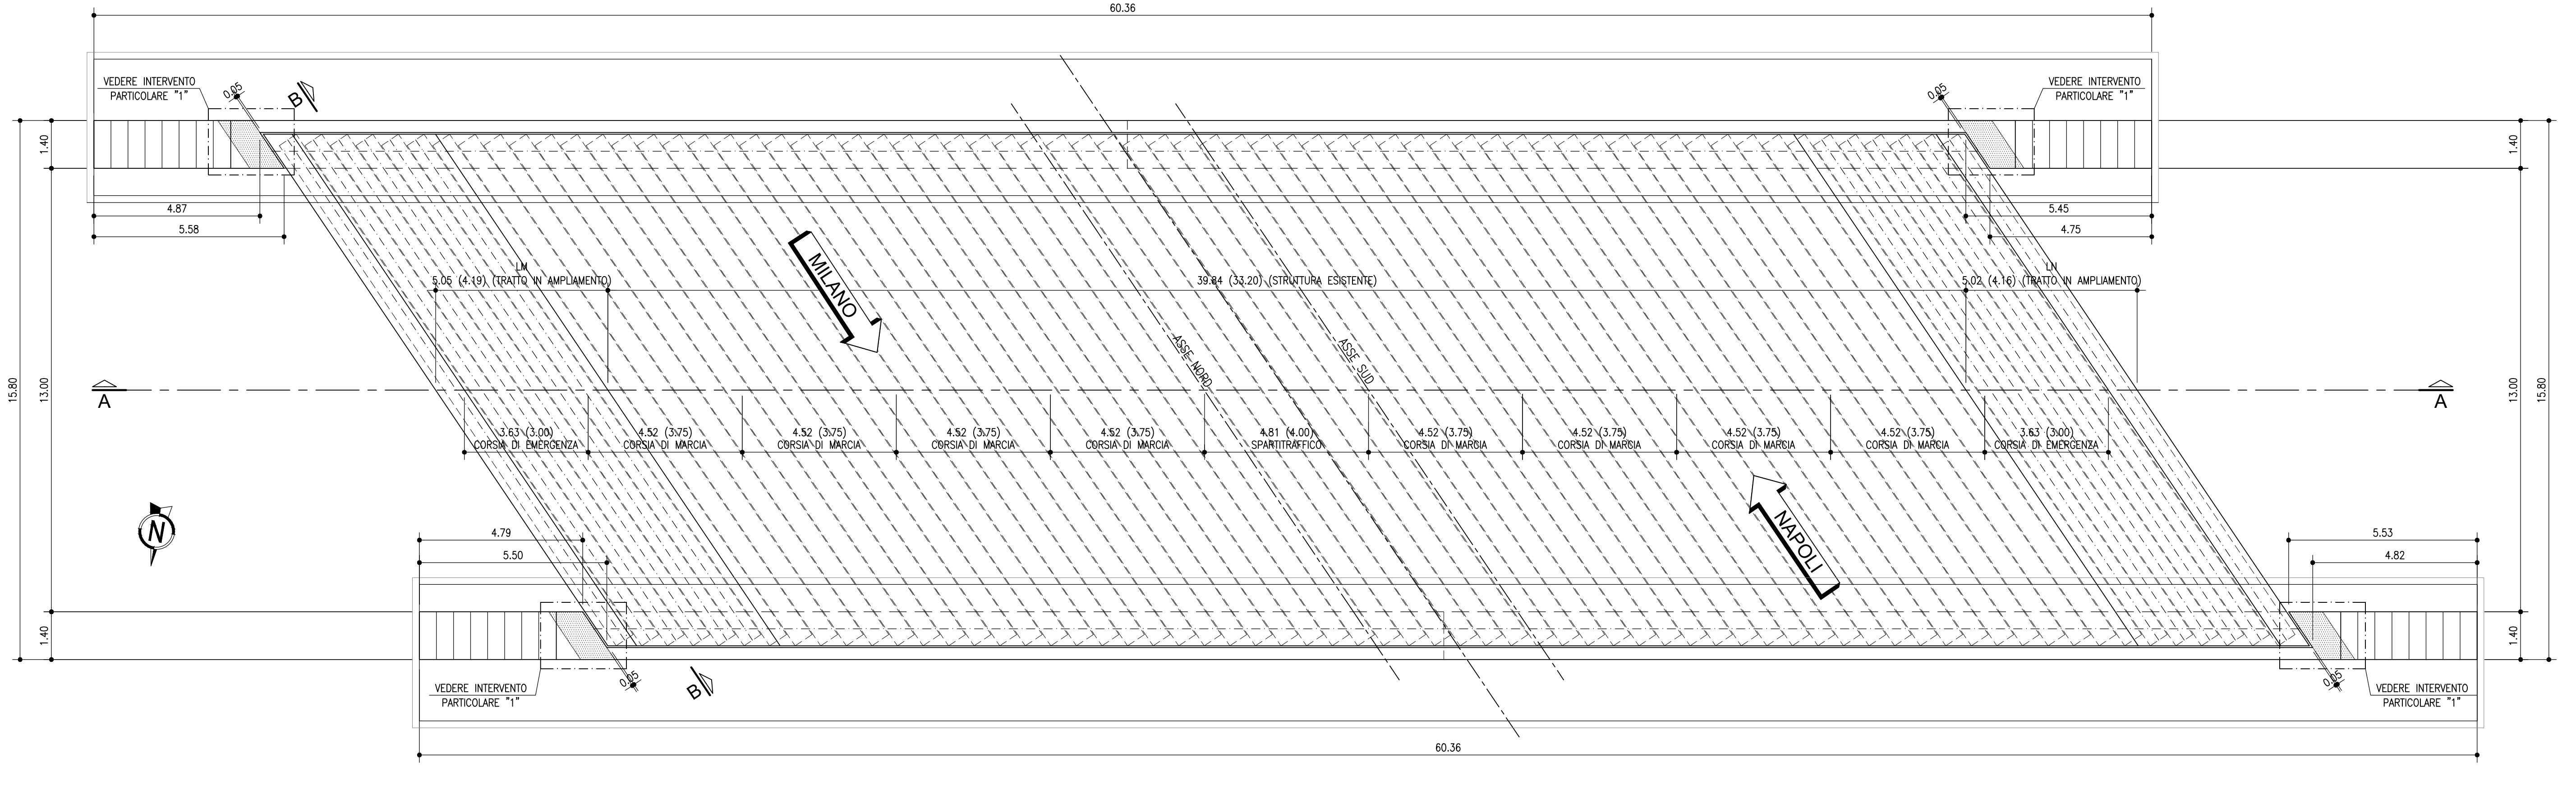 60.36
VEDERE INTERVENTO
PARTICOLARE "1"
0.05
B
0.05
VEDERE INTERVENTO
PARTICOLARE "1"
1.40
1.40
4.87
5.58
5.45
4.75
LM
5.05 (4.19) (TRATTO IN AMPLIAMENTO)
MILANO
39.84 (33.20) (STRUTTURA ESISTENTE)
LN
5.02 (4.16) (TRATTO IN AMPLIAMENTO)
ASSE NORD
ASSE SUD
15.80
13.00
A
A
13.00
15.80
3.63 (3.00)
CORSIA DI EMERGENZA
4.52 (3.75)
CORSIA DI MARCIA
4.52 (3.75)
CORSIA DI MARCIA
4.52 (3.75)
CORSIA DI MARCIA
4.52 (3.75)
CORSIA DI MARCIA
4.81 (4.00)
SPARTITRAFFICO
4.52 (3.75)
CORSIA DI MARCIA
4.52 (3.75)
CORSIA DI MARCIA
4.52 (3.75)
CORSIA DI MARCIA
4.52 (3.75)
CORSIA DI MARCIA
3.63 (3.00)
CORSIA DI EMERGENZA
N
NAPOLI
4.79
5.50
5.53
4.82
1.40
1.40
0.05
B
0.05
VEDERE INTERVENTO
PARTICOLARE "1"
VEDERE INTERVENTO
PARTICOLARE "1"
60.36